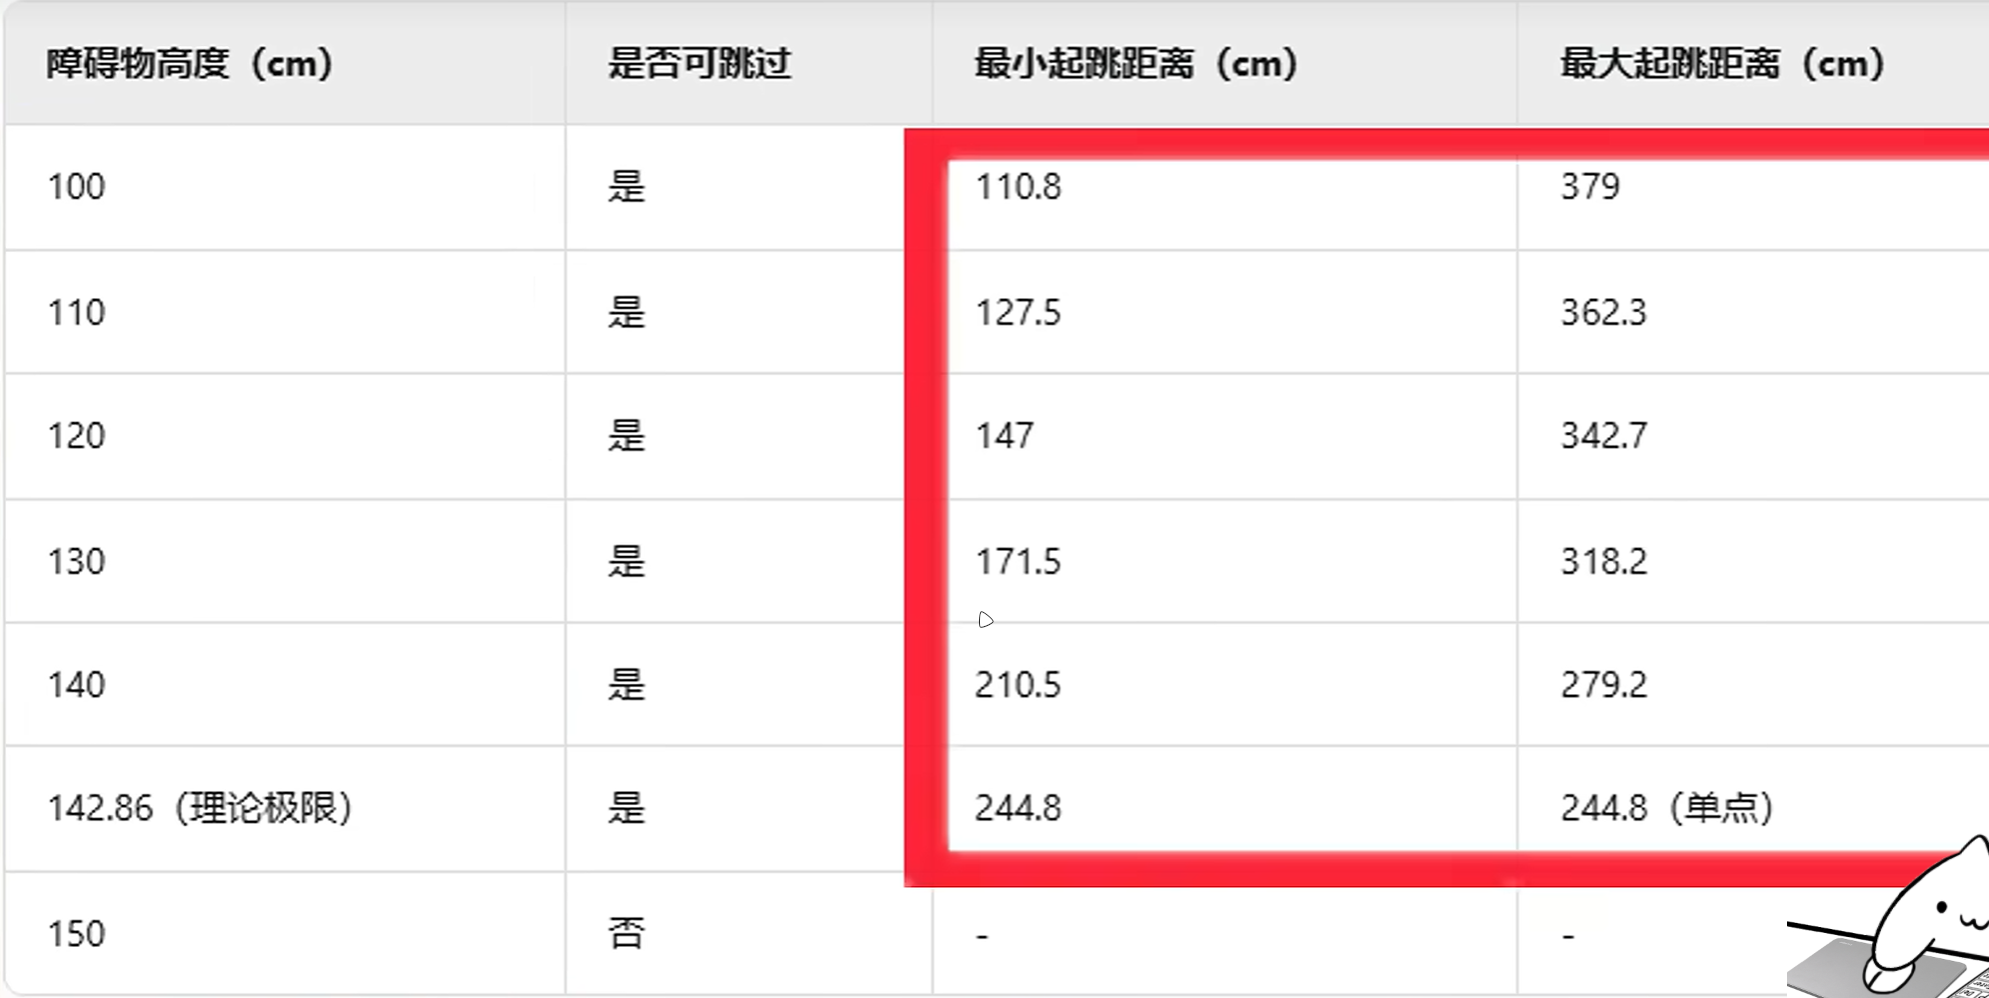 障碍物高度（cm） 是否可跳过 最小起跳距离（cm） 最大起跳距离（cm）
100 是 110.8 379
110 是 127.5 362.3
120 是 147 342.7
130 是 171.5 318.2
140 是 210.5 279.2
142.86（理论极限） 是 244.8 244.8（单点）
150 否 - -